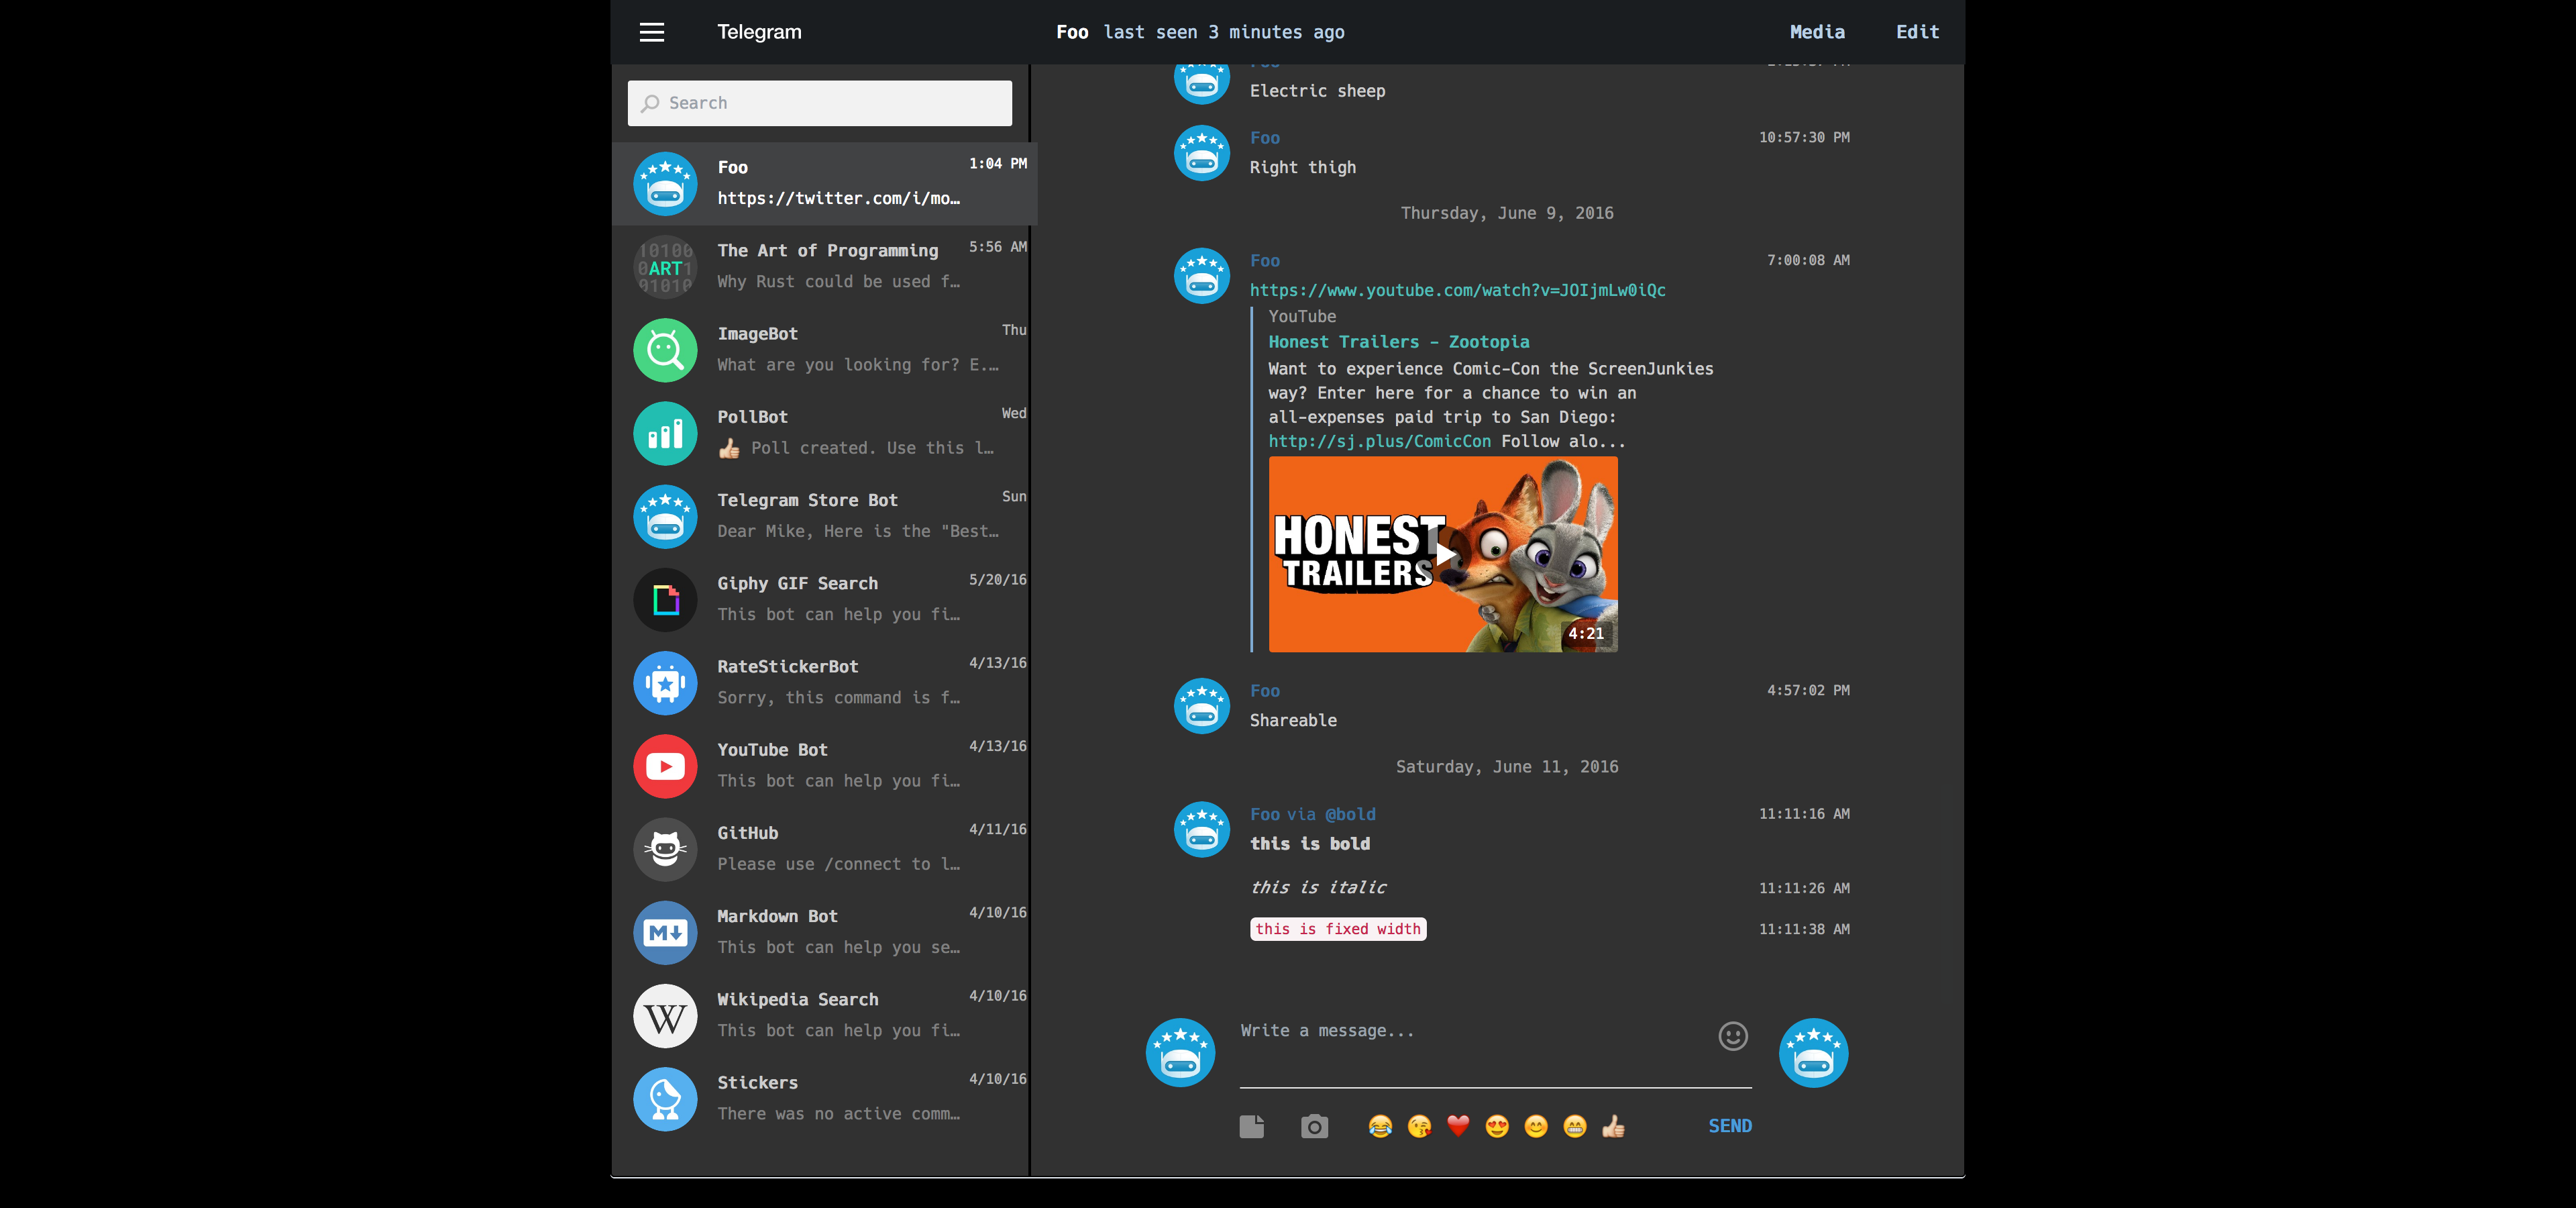 Telegram
Foo last seen 3 minutes ago
Media
Edit
Search
Foo
1:04 PM
https://twitter.com/i/mo…
10100
0ART1
01010
The Art of Programming
5:56 AM
Why Rust could be used f…
ImageBot
Thu
What are you looking for? E.…
PollBot
Wed
👍🏼 Poll created. Use this l…
Telegram Store Bot
Sun
Dear Mike, Here is the "Best…
Giphy GIF Search
5/20/16
This bot can help you fi…
RateStickerBot
4/13/16
Sorry, this command is f…
YouTube Bot
4/13/16
This bot can help you fi…
GitHub
4/11/16
Please use /connect to l…
M
Markdown Bot
4/10/16
This bot can help you se…
W
Wikipedia Search
4/10/16
This bot can help you fi…
Stickers
4/10/16
There was no active comm…
Foo
Electric sheep
Foo
10:57:30 PM
Right thigh
Thursday, June 9, 2016
Foo
7:00:08 AM
https://www.youtube.com/watch?v=JOIjmLw0iQc
YouTube
Honest Trailers - Zootopia
Want to experience Comic-Con the ScreenJunkies
way? Enter here for a chance to win an
all-expenses paid trip to San Diego:
http://sj.plus/ComicCon Follow alo...
HONEST
TRAILERS
4:21
Foo
4:57:02 PM
Shareable
Saturday, June 11, 2016
Foo via @bold
11:11:16 AM
this is bold
this is italic
11:11:26 AM
this is fixed width
11:11:38 AM
Write a message...
SEND